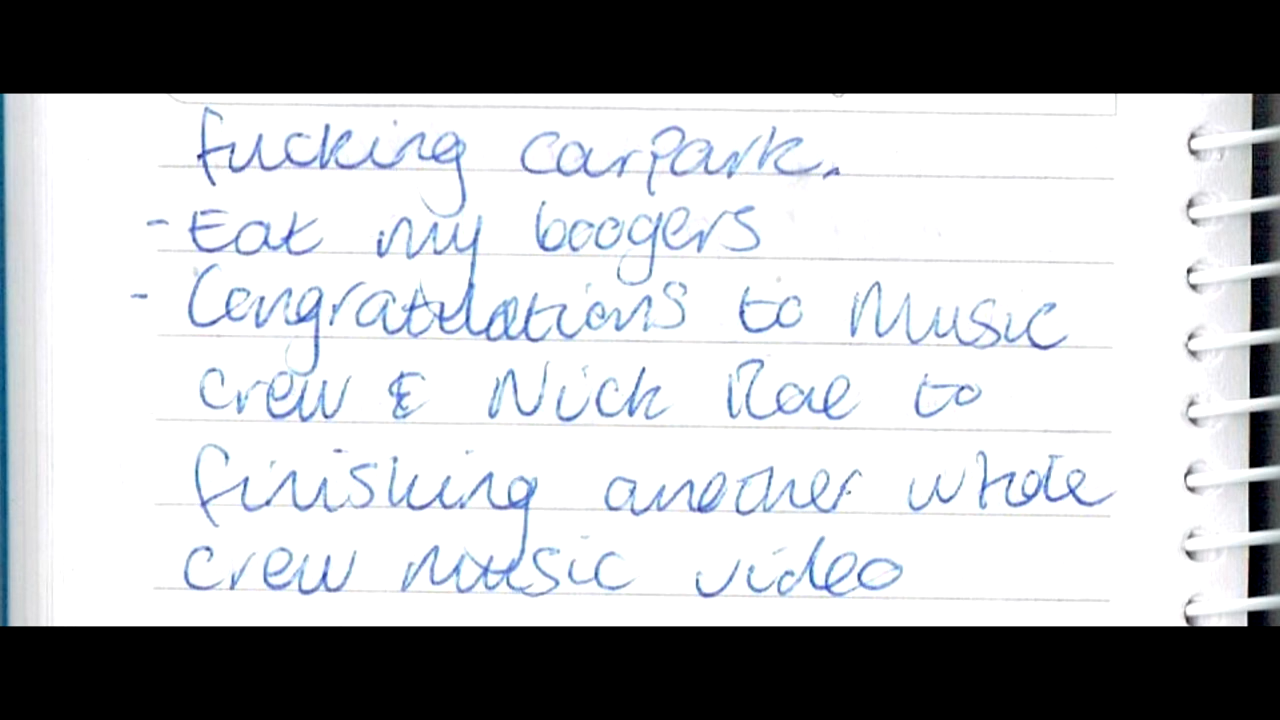 fucking carpark.
- Eat my boogers
- Congratulations to Music
crew & Nick Rae to
finishing another whole
crew music video